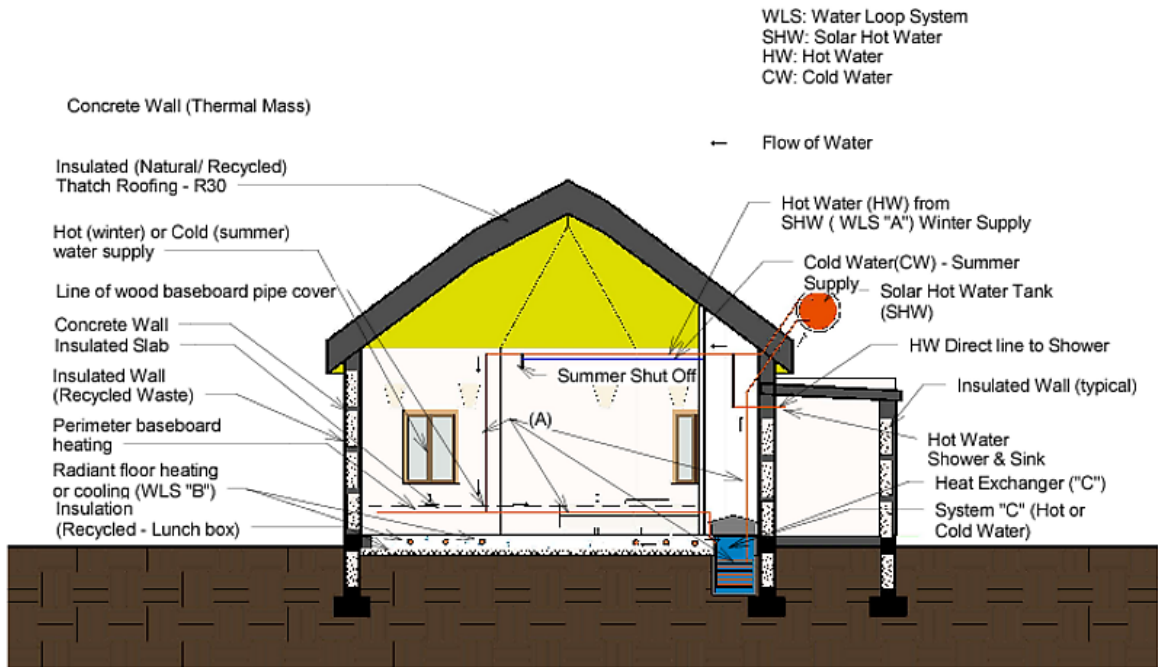 WLS: Water Loop System
SHW: Solar Hot Water
HW: Hot Water
CW: Cold Water
Concrete Wall (Thermal Mass)
Flow of Water
Insulated (Natural/ Recycled)
Thatch Roofing - R30
Hot (winter) or Cold (summer)
water supply
Line of wood baseboard pipe cover
Concrete Wall
Insulated Slab
Insulated Wall
(Recycled Waste)
Perimeter baseboard
heating
Radiant floor heating
or cooling (WLS "B")
Insulation
(Recycled - Lunch box)
Summer Shut Off
(A)
Hot Water (HW) from
SHW ( WLS "A") Winter Supply
Cold Water(CW) - Summer
Supply
Solar Hot Water Tank
(SHW)
HW Direct line to Shower
Insulated Wall (typical)
Hot Water
Shower & Sink
Heat Exchanger ("C")
System "C" (Hot or
Cold Water)